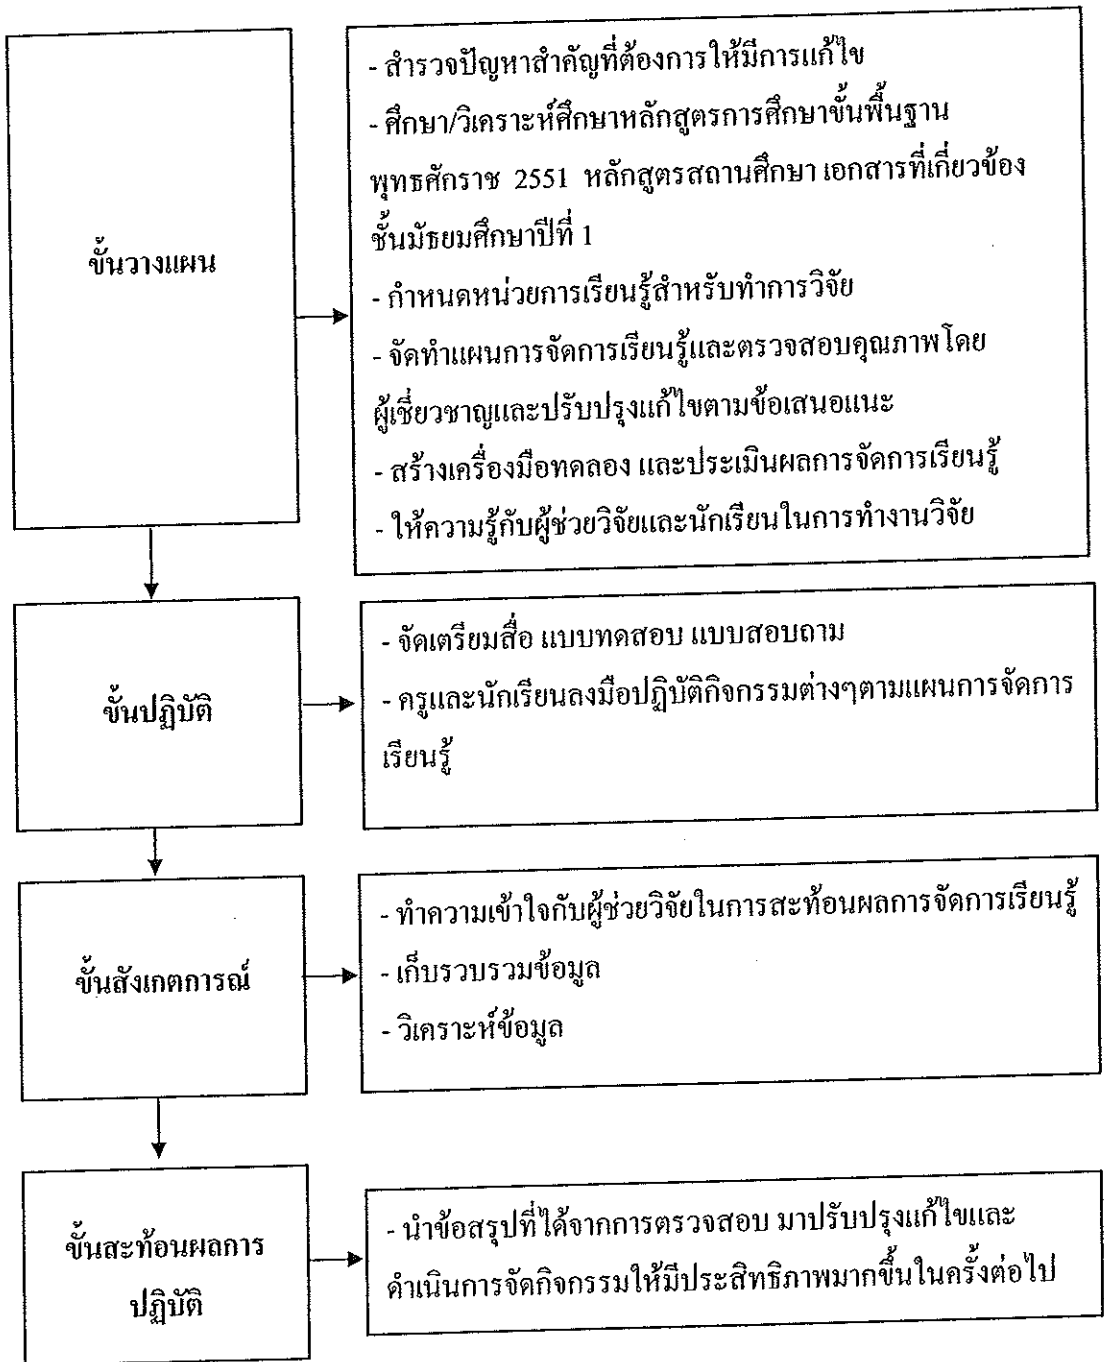 ขั้นวางแผน
- สำรวจปัญหาสำคัญที่ต้องการให้มีการแก้ไข
- ศึกษา/วิเคราะห์ศึกษาหลักสูตรการศึกษาขั้นพื้นฐาน
พุทธศักราช 2551 หลักสูตรสถานศึกษา เอกสารที่เกี่ยวข้อง
ชั้นมัธยมศึกษาปีที่ 1
- กำหนดหน่วยการเรียนรู้สำหรับทำการวิจัย
- จัดทำแผนการจัดการเรียนรู้และตรวจสอบคุณภาพโดย
ผู้เชี่ยวชาญและปรับปรุงแก้ไขตามข้อเสนอแนะ
- สร้างเครื่องมือทดลอง และประเมินผลการจัดการเรียนรู้
- ให้ความรู้กับผู้ช่วยวิจัยและนักเรียนในการทำงานวิจัย
ขั้นปฏิบัติ
- จัดเตรียมสื่อ แบบทดสอบ แบบสอบถาม
- ครูและนักเรียนลงมือปฏิบัติกิจกรรมต่างๆตามแผนการจัดการ
เรียนรู้
ขั้นสังเกตการณ์
- ทำความเข้าใจกับผู้ช่วยวิจัยในการสะท้อนผลการจัดการเรียนรู้
- เก็บรวบรวมข้อมูล
- วิเคราะห์ข้อมูล
ขั้นสะท้อนผลการ
ปฏิบัติ
- นำข้อสรุปที่ได้จากการตรวจสอบ มาปรับปรุงแก้ไขและ
ดำเนินการจัดกิจกรรมให้มีประสิทธิภาพมากขึ้นในครั้งต่อไป